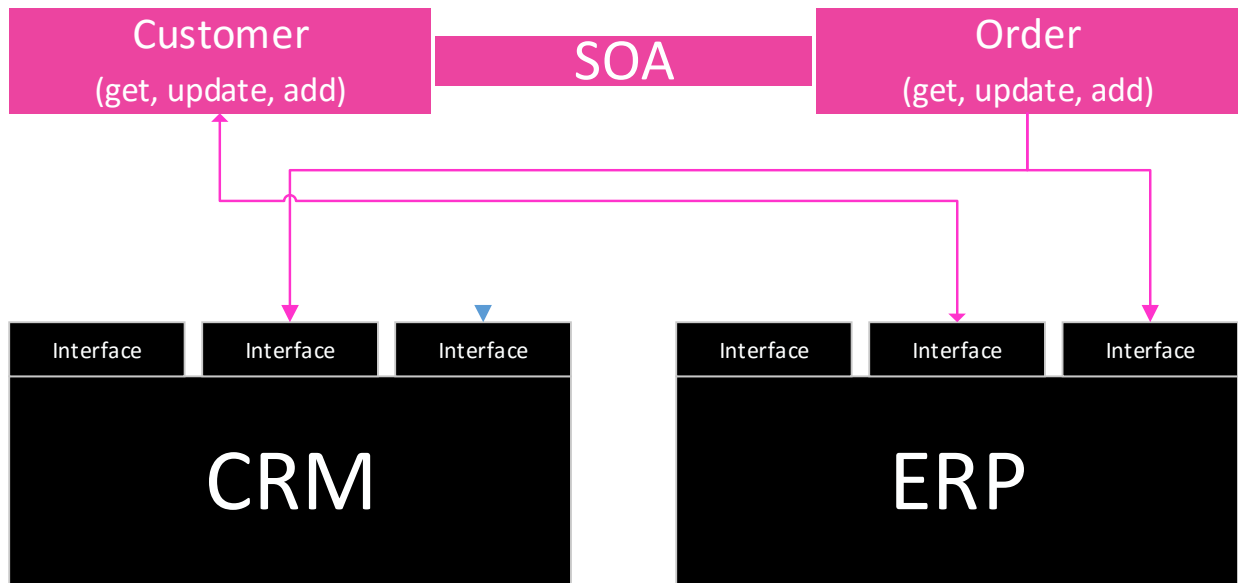 Customer
(get, update, add)
SOA
Order
(get, update, add)
Interface
Interface
Interface
Interface
Interface
Interface
CRM
ERP